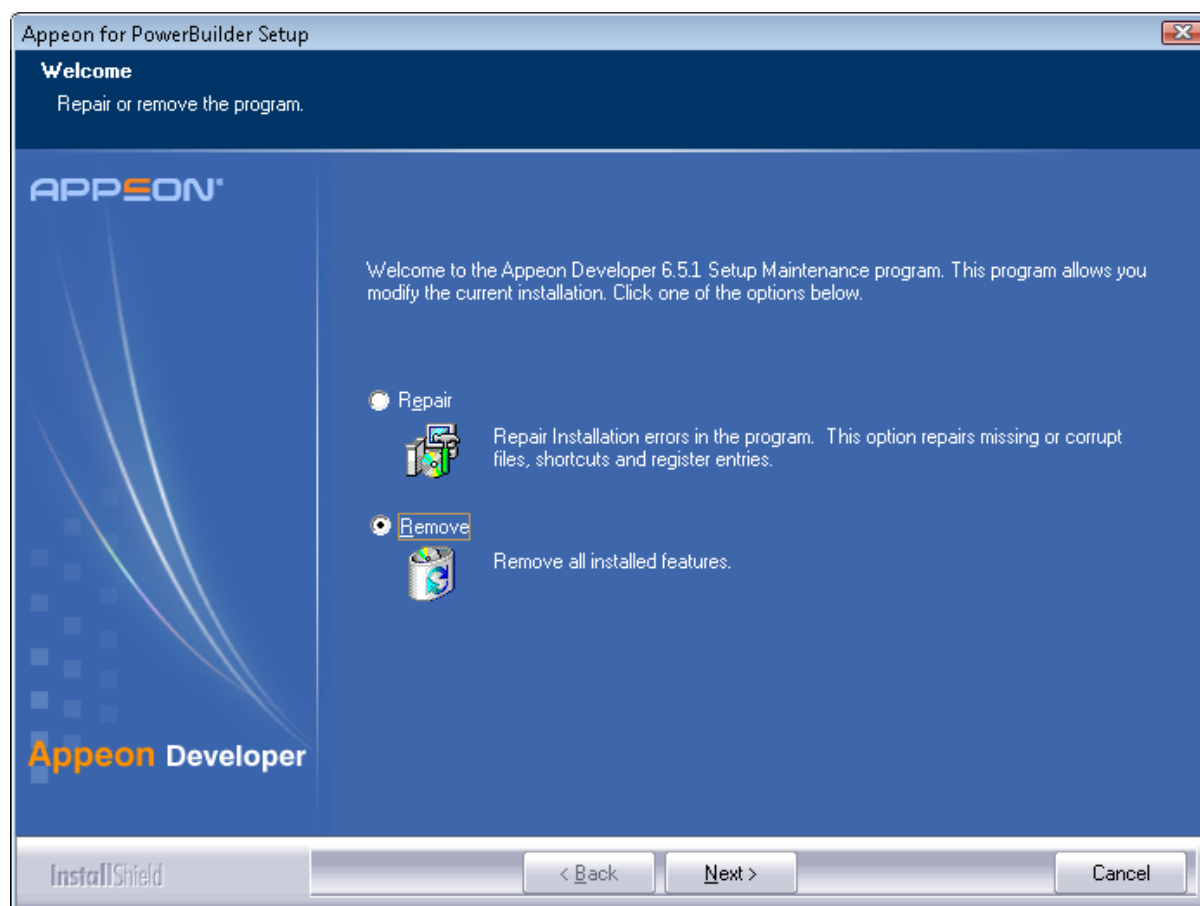 Appeon for PowerBuilder Setup
Welcome
Repair or remove the program.
APPEON
Welcome to the Appeon Developer 6.5.1 Setup Maintenance program. This program allows you
modify the current installation. Click one of the options below.
Repair
Repair Installation errors in the program. This option repairs missing or corrupt
files, shortcuts and register entries.
Remove
Remove all installed features.
Appeon Developer
InstallShield
< Back
Next >
Cancel